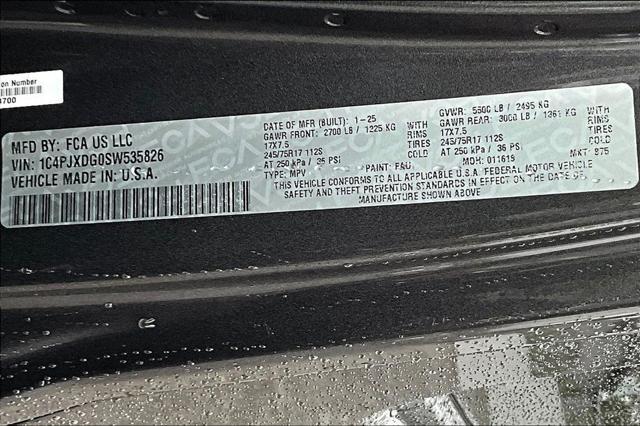 on Number
4700
MFD BY: FCA US LLC
VIN: 1C4PJXDG0SW535826
VEHICLE MADE IN: U.S.A.
DATE OF MFR (BUILT): 1-25
GAWR FRONT: 2700 LB / 1225 KG WITH
17X7.5 RIMS
245/75R17 112S TIRES
AT 250 kPa / 36 PSI COLD
TYPE: MPV PAINT: PAU
GVWR: 5500 LB / 2495 KG
GAWR REAR: 3000 LB / 1361 KG WITH
17X7.5 RIMS
245/75R17 112S TIRES
AT 250 kPa / 36 PSI COLD
MDH: 011619 MKT: 875
THIS VEHICLE CONFORMS TO ALL APPLICABLE U.S.A. FEDERAL MOTOR VEHICLE
SAFETY AND THEFT PREVENTION STANDARDS IN EFFECT ON THE DATE OF
MANUFACTURE SHOWN ABOVE